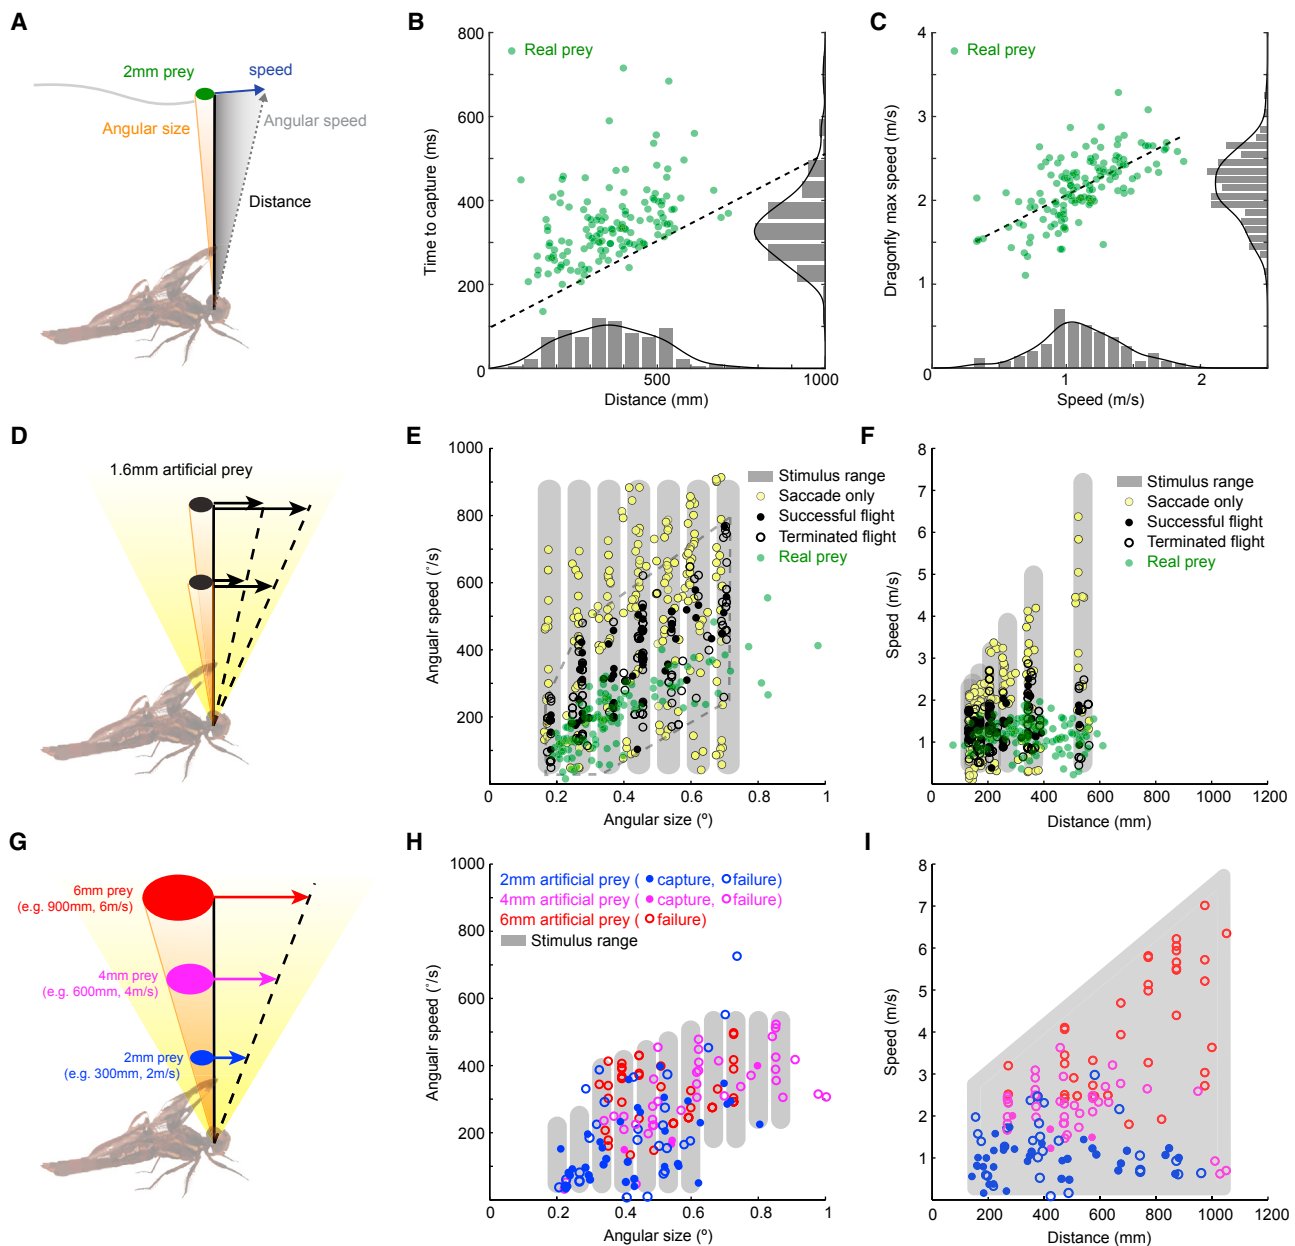 A
2mm prey
speed
Angular size
Angular speed
Distance
B
Real prey
Time to capture (ms)
800
600
400
200
0
500
1000
Distance (mm)
C
Real prey
Dragonfly max speed (m/s)
4
3
2
1
0
0
1
2
Speed (m/s)
D
1.6mm artificial prey
E
Angualr speed (°/s)
1000
800
600
400
200
0
0.2
0.4
0.6
0.8
1
Angular size (º)
Stimulus range
Saccade only
Successful flight
Terminated flight
Real prey
F
Speed (m/s)
8
7
6
5
4
3
2
1
0
200
400
600
800
1000
1200
Distance (mm)
Stimulus range
Saccade only
Successful flight
Terminated flight
Real prey
G
6mm prey
(e.g. 900mm, 6m/s)
4mm prey
(e.g. 600mm, 4m/s)
2mm prey
(e.g. 300mm, 2m/s)
H
Angualr speed (°/s)
1000
800
600
400
200
0
0.2
0.4
0.6
0.8
1
Angular size (º)
2mm artificial prey ( capture, failure)
4mm artificial prey ( capture, failure)
6mm artificial prey ( failure)
Stimulus range
I
Speed (m/s)
8
7
6
5
4
3
2
1
0
200
400
600
800
1000
1200
Distance (mm)